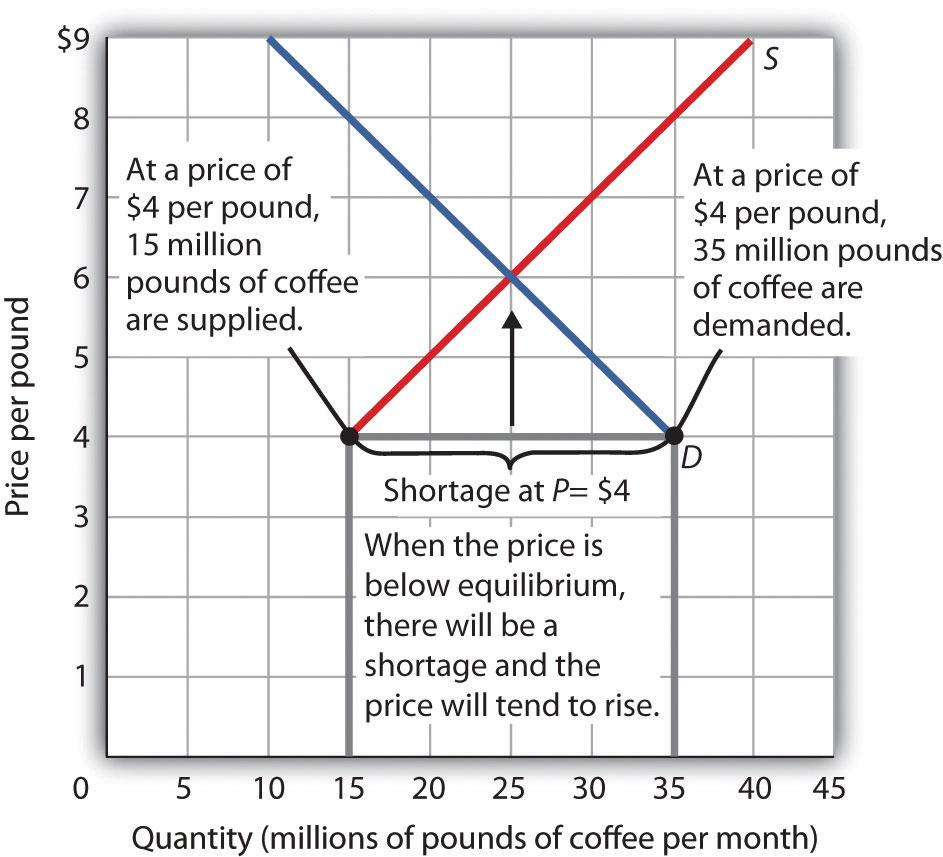 $9
8
7
6
5
4
3
2
1
0
5
10
15
20
25
30
35
40
45
Price per pound
Quantity (millions of pounds of coffee per month)
S
D
At a price of
$4 per pound,
15 million
pounds of coffee
are supplied.
At a price of
$4 per pound,
35 million pounds
of coffee are
demanded.
Shortage at P= $4
When the price is
below equilibrium,
there will be a
shortage and the
price will tend to rise.